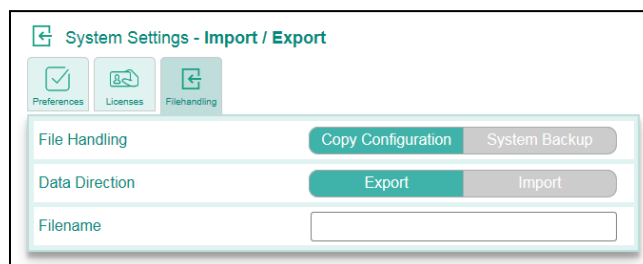 System Settings - Import / Export
Preferences Licenses Filehandling
File Handling Copy Configuration System Backup
Data Direction Export Import
Filename